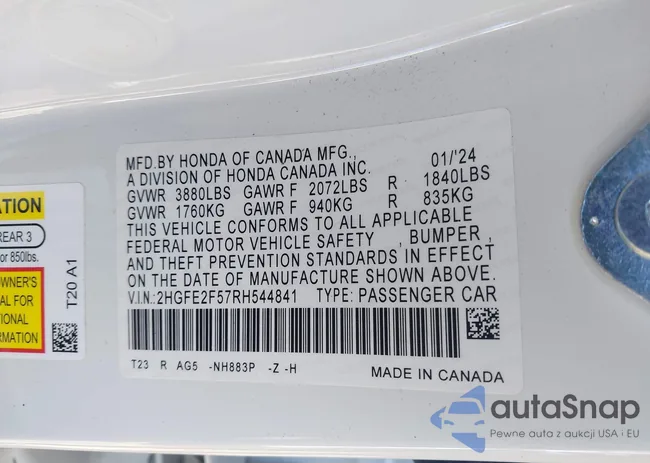 MFD.BY HONDA OF CANADA MFG., 01/'24
A DIVISION OF HONDA CANADA INC.
GVWR 3880LBS GAWR F 2072LBS R 1840LBS
GVWR 1760KG GAWR F 940KG R 835KG
THIS VEHICLE CONFORMS TO ALL APPLICABLE
FEDERAL MOTOR VEHICLE SAFETY , BUMPER ,
AND THEFT PREVENTION STANDARDS IN EFFECT
ON THE DATE OF MANUFACTURE SHOWN ABOVE.
V.I.N.: 2HGFE2F57RH544841 TYPE: PASSENGER CAR
T23 R AG5 -NH883P -Z -H
MADE IN CANADA
ATION
REAR 3
or 850lbs.
WNER'S
AL FOR
TIONAL
RMATION
T20 A1
autaSnap
Pewne auta z aukcji USA i EU